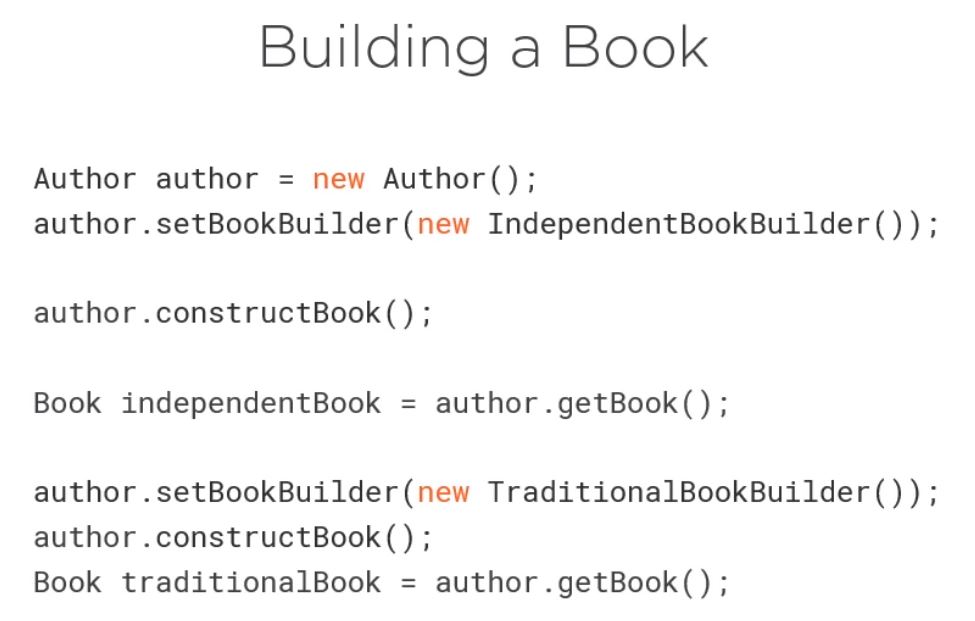 Building a Book
Author author = new Author();
author.setBookBuilder(new IndependentBookBuilder());
author.constructBook();
Book independentBook = author.getBook();
author.setBookBuilder(new TraditionalBookBuilder());
author.constructBook();
Book traditionalBook = author.getBook();